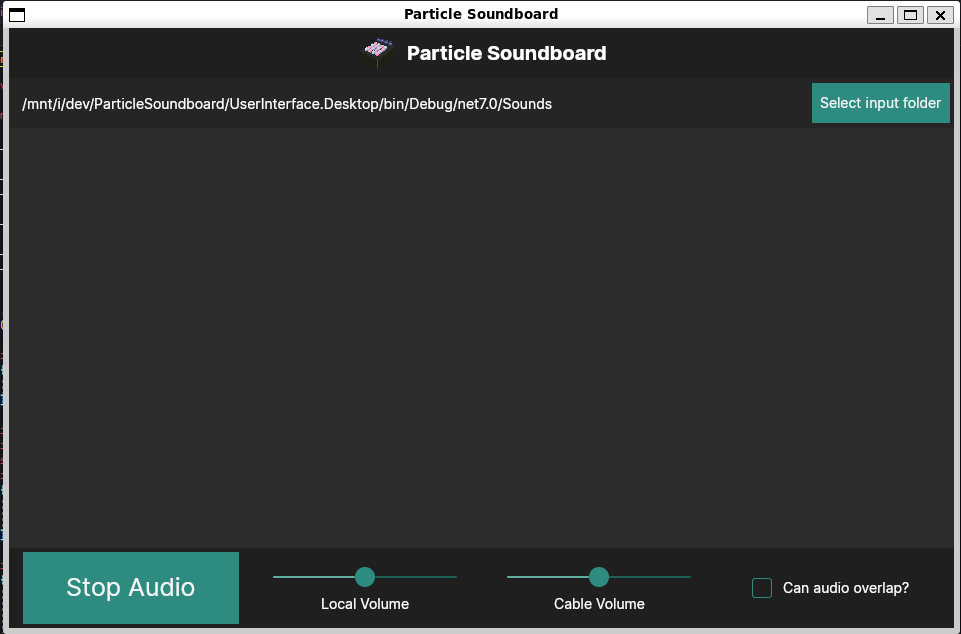 Particle Soundboard
Particle Soundboard
/mnt/i/dev/ParticleSoundboard/UserInterface.Desktop/bin/Debug/net7.0/Sounds
Select input folder
Stop Audio
Local Volume
Cable Volume
Can audio overlap?